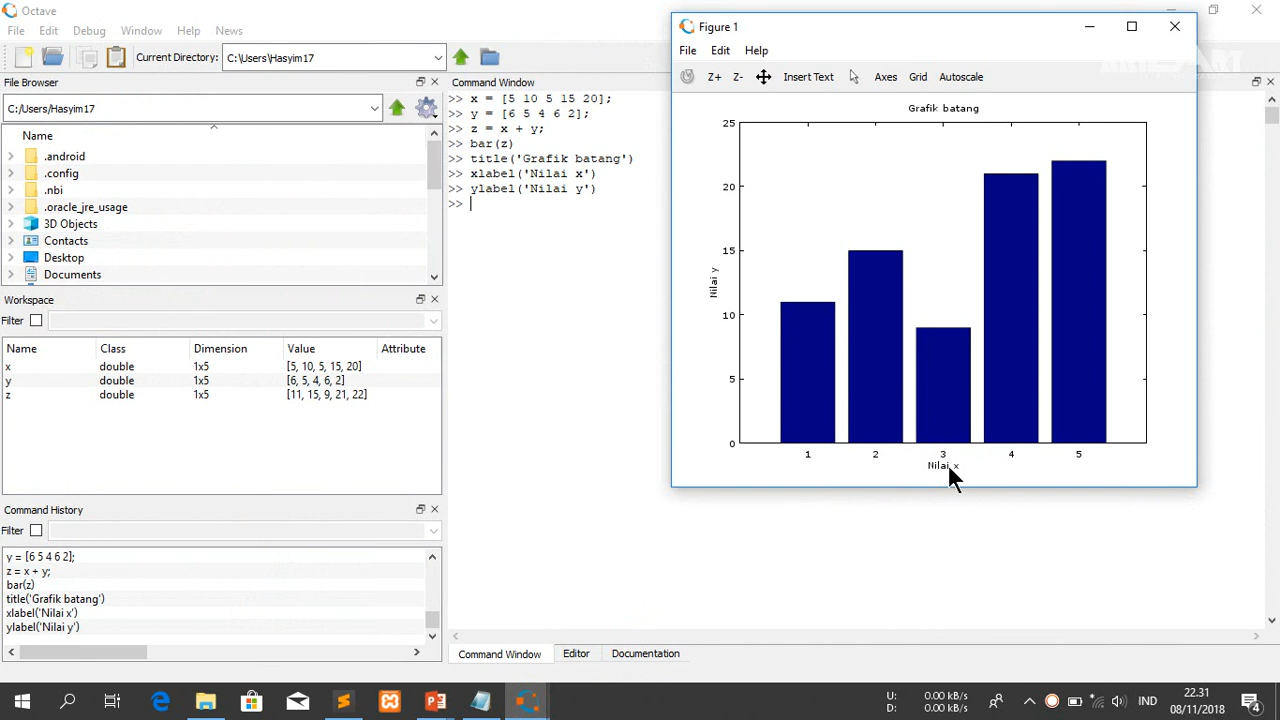 Octave
File Edit Debug Window Help News
Current Directory: C:\Users\Hasyim17
File Browser
C:/Users/Hasyim17
Name
.android
.config
.nbi
.oracle_jre_usage
3D Objects
Contacts
Desktop
Documents
Workspace
Filter
Name Class Dimension Value Attribute
x double 1x5 [5, 10, 5, 15, 20]
y double 1x5 [6, 5, 4, 6, 2]
z double 1x5 [11, 15, 9, 21, 22]
Command History
Filter
y = [6 5 4 6 2];
z = x + y;
bar(z)
title('Grafik batang')
xlabel('Nilai x')
ylabel('Nilai y')
Command Window
>> x = [5 10 5 15 20];
>> y = [6 5 4 6 2];
>> z = x + y;
>> bar(z)
>> title('Grafik batang')
>> xlabel('Nilai x')
>> ylabel('Nilai y')
>>
Command Window Editor Documentation
Figure 1
File Edit Help
Z+ Z- Insert Text Axes Grid Autoscale
Grafik batang
25
20
15
10
5
0
Nilai y
1 2 3 4 5
Nilai x
U: 0.00 kB/s
D: 0.00 kB/s
IND
22.31
08/11/2018
4